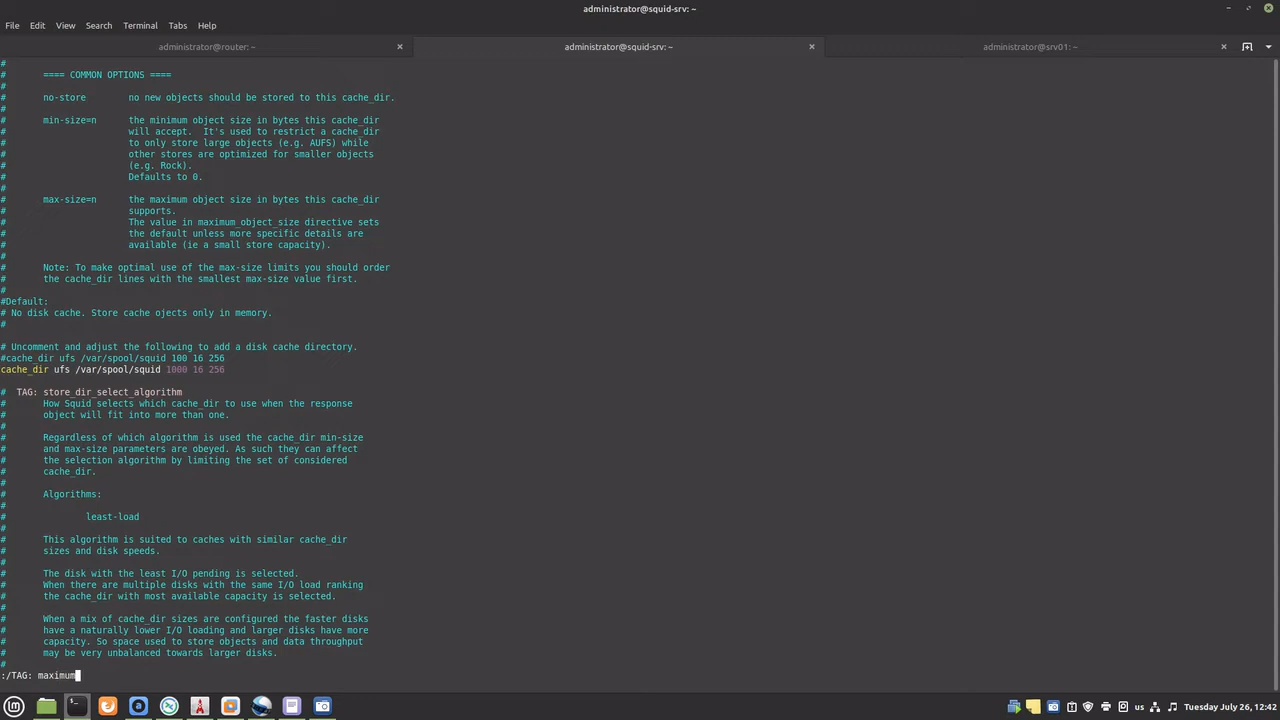 administrator@squid-srv: ~
File Edit View Search Terminal Tabs Help
administrator@router: ~
administrator@squid-srv: ~
administrator@srv01: ~
#
# ==== COMMON OPTIONS ====
#
# no-store no new objects should be stored to this cache_dir.
#
# min-size=n the minimum object size in bytes this cache_dir
# will accept. It's used to restrict a cache_dir
# to only store large objects (e.g. AUFS) while
# other stores are optimized for smaller objects
# (e.g. Rock).
# Defaults to 0.
#
# max-size=n the maximum object size in bytes this cache_dir
# supports.
# The value in maximum_object_size directive sets
# the default unless more specific details are
# available (ie a small store capacity).
#
# Note: To make optimal use of the max-size limits you should order
# the cache_dir lines with the smallest max-size value first.
#
#Default:
# No disk cache. Store cache ojects only in memory.
#

# Uncomment and adjust the following to add a disk cache directory.
#cache_dir ufs /var/spool/squid 100 16 256
cache_dir ufs /var/spool/squid 1000 16 256

# TAG: store_dir_select_algorithm
# How Squid selects which cache_dir to use when the response
# object will fit into more than one.
#
# Regardless of which algorithm is used the cache_dir min-size
# and max-size parameters are obeyed. As such they can affect
# the selection algorithm by limiting the set of considered
# cache_dir.
#
# Algorithms:
#
# least-load
#
# This algorithm is suited to caches with similar cache_dir
# sizes and disk speeds.
#
# The disk with the least I/O pending is selected.
# When there are multiple disks with the same I/O load ranking
# the cache_dir with most available capacity is selected.
#
# When a mix of cache_dir sizes are configured the faster disks
# have a naturally lower I/O loading and larger disks have more
# capacity. So space used to store objects and data throughput
# may be very unbalanced towards larger disks.
#
:/TAG: maximum
us Tuesday July 26, 12:42